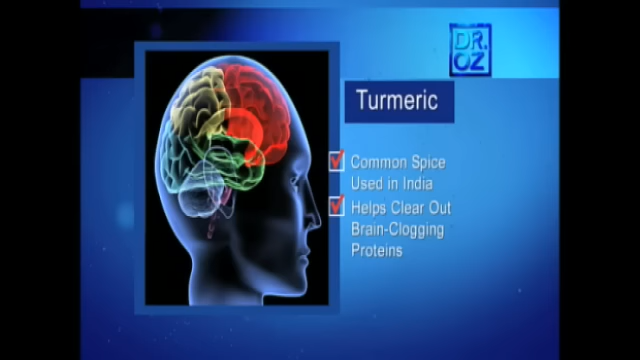 DR.
OZ
Turmeric
Common Spice
Used in India
Helps Clear Out
Brain-Clogging
Proteins